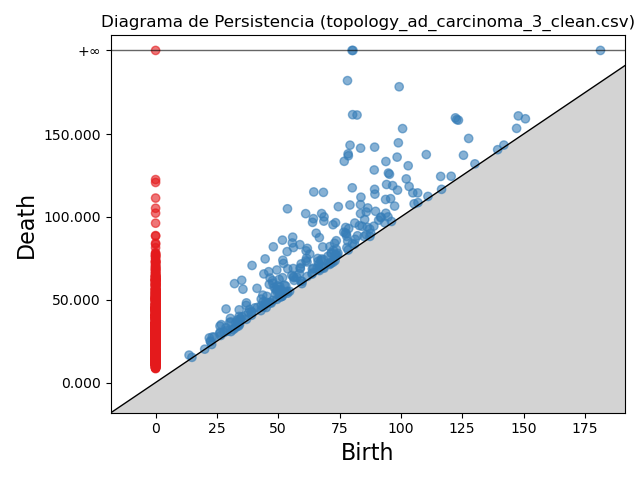 Diagrama de Persistencia (topology_ad_carcinoma_3_clean.csv)
+∞
150.000
100.000
50.000
0.000
Death
0 25 50 75 100 125 150 175
Birth